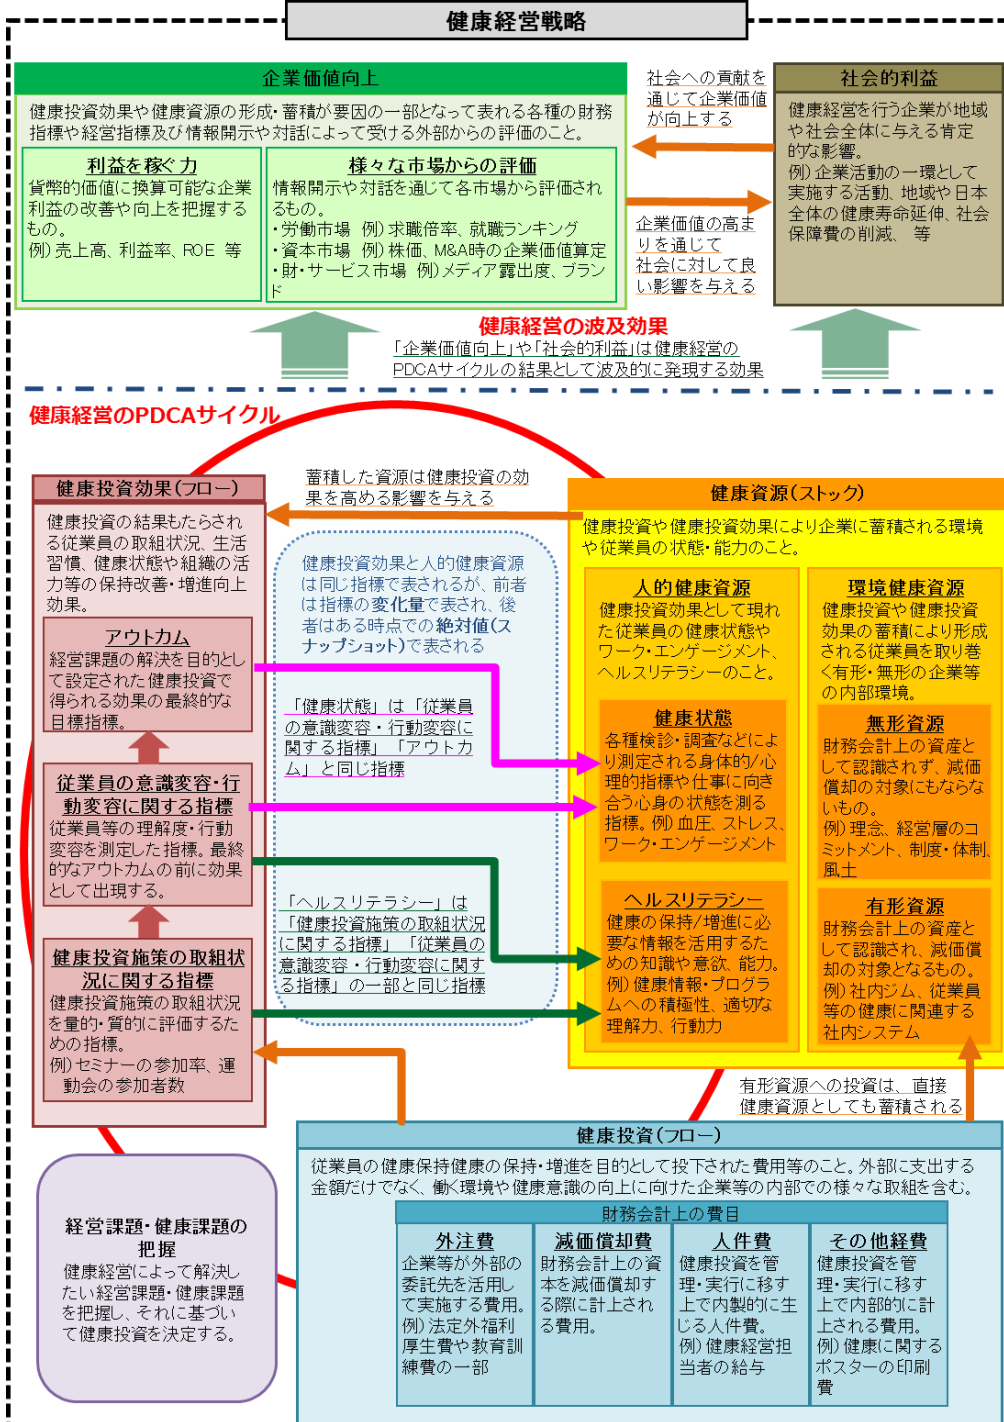 健康経営戦略
企業価値向上
健康投資効果や健康資源の形成・蓄積が要因の一部となって表れる各種の財務
指標や経営指標及び情報開示や対話によって受ける外部からの評価のこと。
利益を稼ぐ力
貨幣的価値に換算可能な企業
利益の改善や向上を把握する
もの。
例）売上高、利益率、ROE 等
様々な市場からの評価
情報開示や対話を通じて各市場から評価され
るもの。
・労働市場 例）求職倍率、就職ランキング
・資本市場 例）株価、M&A時の企業価値算定
・財・サービス市場 例）メディア露出度、ブラン
ド
社会への貢献を
通じて企業価値
が向上する
企業価値の高ま
りを通じて
社会に対して良
い影響を与える
社会的利益
健康経営を行う企業が地域
や社会全体に与える肯定
的な影響。
例）企業活動の一環として
実施する活動、地域や日本
全体の健康寿命延伸、社会
保障費の削減、 等
健康経営の波及効果
「企業価値向上」や「社会的利益」は健康経営の
PDCAサイクルの結果として波及的に発現する効果
健康経営のPDCAサイクル
健康投資効果（フロー）
健康投資の結果もたらされ
る従業員の取組状況、生活
習慣、健康状態や組織の活
力等の保持改善・増進向上
効果。
アウトカム
経営課題の解決を目的とし
て設定された健康投資で
得られる効果の最終的な
目標指標。
従業員の意識変容・行
動変容に関する指標
従業員等の理解度・行動
変容を測定した指標。最終
的なアウトカムの前に効果
として出現する。
健康投資施策の取組状
況に関する指標
健康投資施策の取組状況
を量的・質的に評価するた
めの指標。
例）セミナーの参加率、運
動会の参加者数
蓄積した資源は健康投資の効
果を高める影響を与える
健康投資効果と人的健康資源
は同じ指標で表されるが、前者
は指標の変化量で表され、後
者はある時点での絶対値（ス
ナップショット）で表される
「健康状態」は「従業員
の意識変容・行動変容に
関する指標」「アウトカ
ム」と同じ指標
「ヘルスリテラシー」は
「健康投資施策の取組状況
に関する指標」「従業員の
意識変容・行動変容に関す
る指標」の一部と同じ指標
健康資源（ストック）
健康投資や健康投資効果により企業に蓄積される環境
や従業員の状態・能力のこと。
人的健康資源
健康投資効果として現れ
た従業員の健康状態や
ワーク・エンゲージメント、
ヘルスリテラシーのこと。
健康状態
各種検診・調査などによ
り測定される身体的/心
理的指標や仕事に向き
合う心身の状態を測る
指標。例）血圧、ストレス、
ワーク・エンゲージメント
ヘルスリテラシー
健康の保持/増進に必
要な情報を活用するた
めの知識や意欲、能力。
例）健康情報・プログラ
ムへの積極性、適切な
理解力、行動力
環境健康資源
健康投資や健康投資
効果の蓄積により形成
される従業員を取り巻
く有形・無形の企業等
の内部環境。
無形資源
財務会計上の資産と
して認識されず、減価
償却の対象にもならな
いもの。
例）理念、経営層のコ
ミットメント、制度・体制、
風土
有形資源
財務会計上の資産と
して認識され、減価償
却の対象となるもの。
例）社内ジム、従業員
等の健康に関連する
社内システム
有形資源への投資は、直接
健康資源としても蓄積される
健康投資（フロー）
従業員の健康保持健康の保持・増進を目的として投下された費用等のこと。外部に支出する
金額だけでなく、働く環境や健康意識の向上に向けた企業等の内部での様々な取組を含む。
財務会計上の費目
外注費
企業等が外部の
委託先を活用し
て実施する費用。
例）法定外福利
厚生費や教育訓
練費の一部
減価償却費
財務会計上の資
本を減価償却す
る際に計上され
る費用。
人件費
健康投資を管
理・実行に移す
上で内製的に生
じる人件費。
例）健康経営担
当者の給与
その他経費
健康投資を管
理・実行に移す
上で内部的に計
上される費用。
例）健康に関する
ポスターの印刷
費
経営課題・健康課題の
把握
健康経営によって解決し
たい経営課題・健康課題
を把握し、それに基づい
て健康投資を決定する。